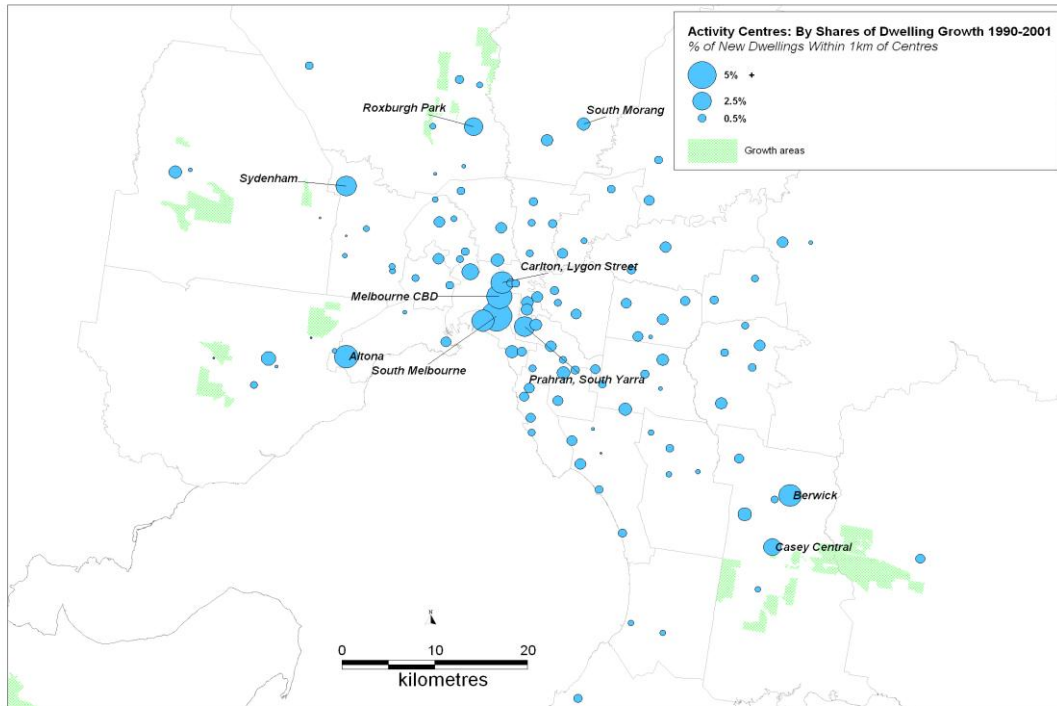 Activity Centres: By Shares of Dwelling Growth 1990-2001
% of New Dwellings Within 1km of Centres
5% +
2.5%
0.5%
Growth areas
Roxburgh Park
South Morang
Sydenham
Carlton, Lygon Street
Melbourne CBD
Altona
South Melbourne
Prahran, South Yarra
Berwick
Casey Central
N
0 10 20
kilometres